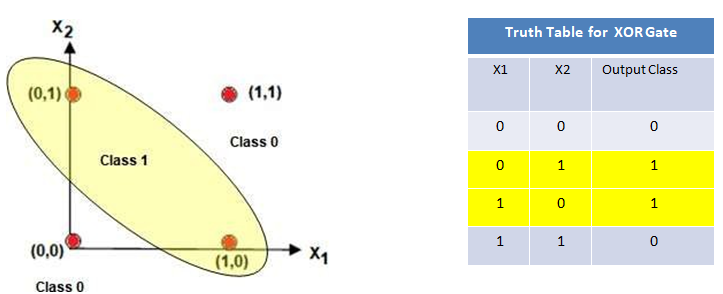 X2
(0,1)
(1,1)
Class 0
Class 1
(0,0)
(1,0)
X1
Class 0
Truth Table for XOR Gate
X1 X2 Output Class
0 0 0
0 1 1
1 0 1
1 1 0